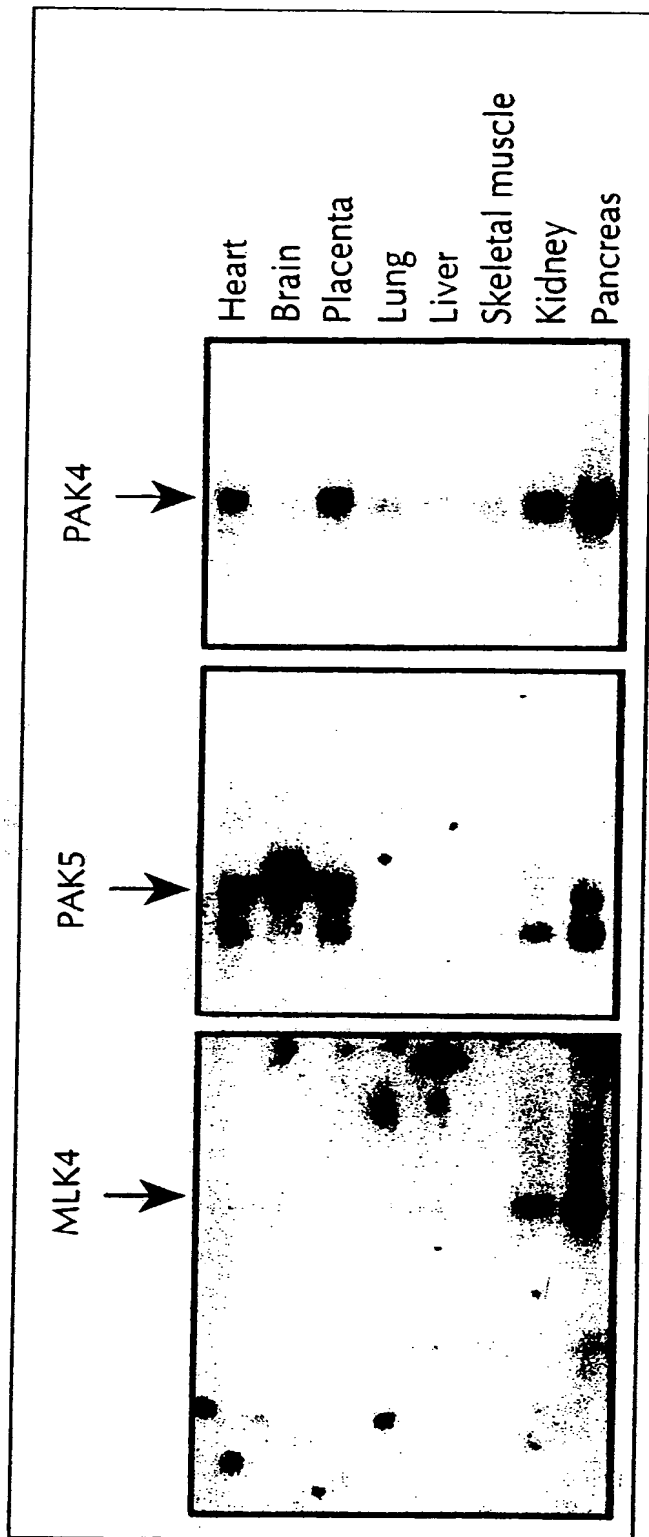 PAK4
PAK5
MLK4
Heart
Brain
Placenta
Lung
Liver
Skeletal muscle
Kidney
Pancreas